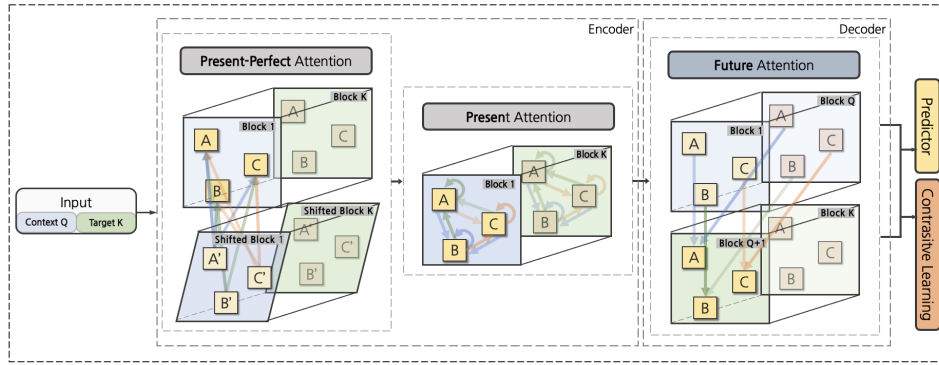 Encoder
Decoder
Present-Perfect Attention
Block K
A
Block 1
A
C
C
B
B
Shifted Block K
A'
Shifted Block 1
A'
C'
C'
B'
B'
Present Attention
Block K
A
Block 1
A
C
C
B
B
Future Attention
Block Q
A
Block 1
A
C
C
B
B
Block K
A
Block Q+1
A
C
C
B
B
Input
Context Q
Target K
Predictor
Contrasitve Learning